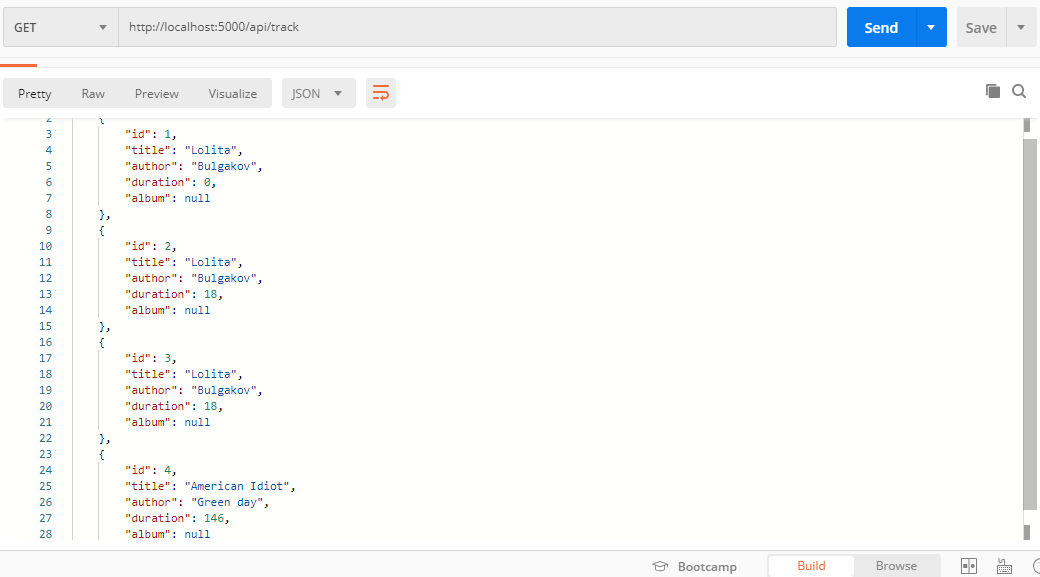 GET http://localhost:5000/api/track Send Save
Pretty Raw Preview Visualize JSON
2 {
3 "id": 1,
4 "title": "Lolita",
5 "author": "Bulgakov",
6 "duration": 0,
7 "album": null
8 },
9 {
10 "id": 2,
11 "title": "Lolita",
12 "author": "Bulgakov",
13 "duration": 18,
14 "album": null
15 },
16 {
17 "id": 3,
18 "title": "Lolita",
19 "author": "Bulgakov",
20 "duration": 18,
21 "album": null
22 },
23 {
24 "id": 4,
25 "title": "American Idiot",
26 "author": "Green day",
27 "duration": 146,
28 "album": null
Bootcamp Build Browse